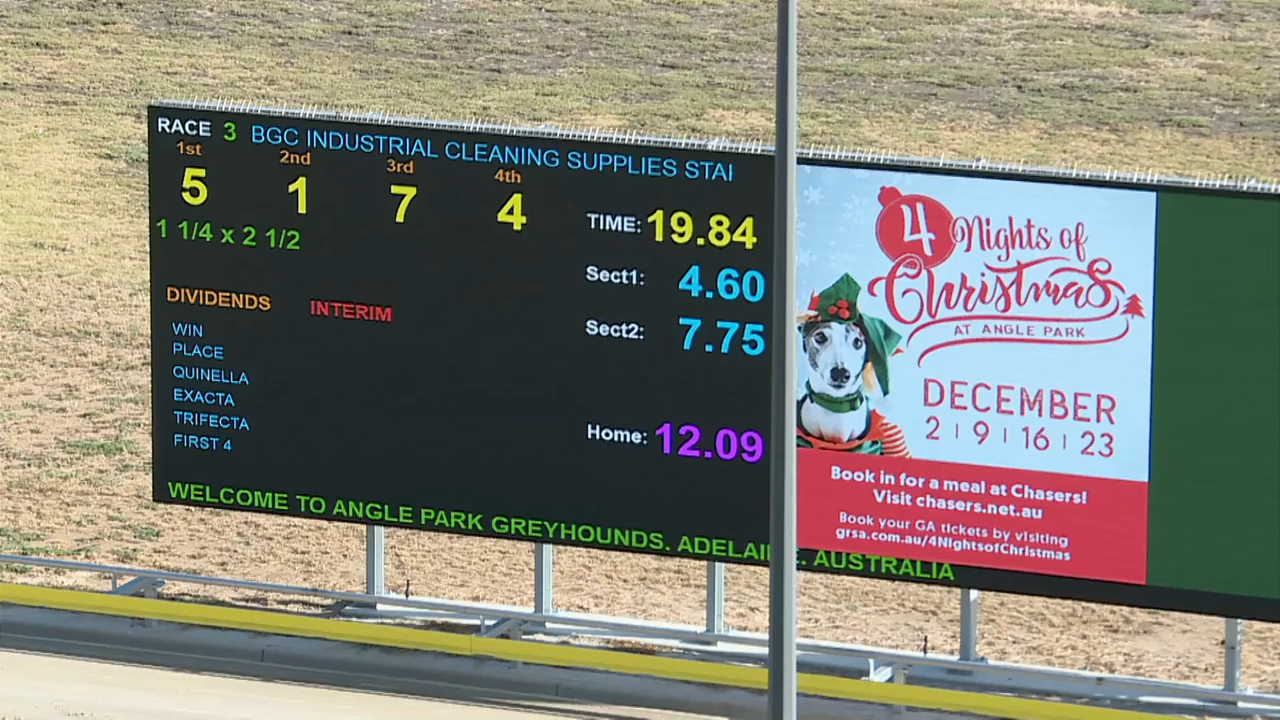 RACE 3 BGC INDUSTRIAL CLEANING SUPPLIES STAI
1st 2nd 3rd 4th
5 1 7 4
1 1/4 x 2 1/2
TIME: 19.84
Sect1: 4.60
Sect2: 7.75
Home: 12.09
DIVIDENDS INTERIM
WIN
PLACE
QUINELLA
EXACTA
TRIFECTA
FIRST 4
WELCOME TO ANGLE PARK GREYHOUNDS. ADELAI E. AUSTRALIA
4 Nights of
Christmas
AT ANGLE PARK
DECEMBER
2 | 9 | 16 | 23
Book in for a meal at Chasers!
Visit chasers.net.au
Book your GA tickets by visiting
grsa.com.au/4NightsofChristmas